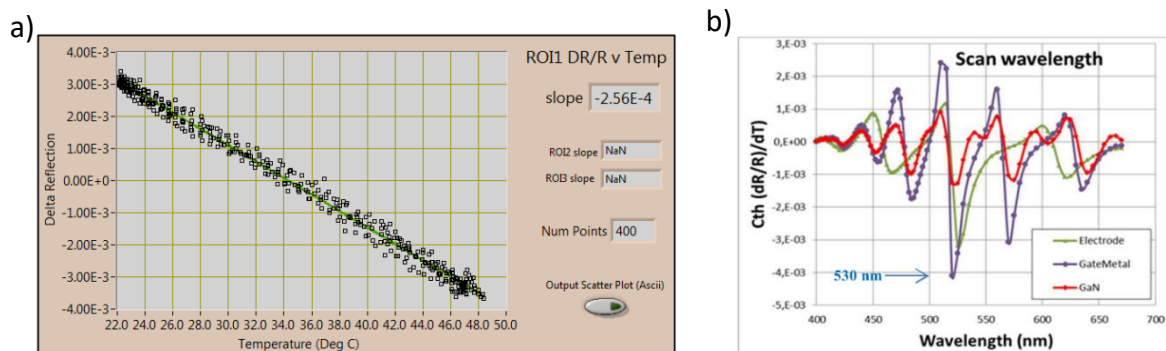 a)
4.00E-3
3.00E-3
2.00E-3
1.00E-3
0.00E+0
-1.00E-3
-2.00E-3
-3.00E-3
-4.00E-3
Delta Reflection
22.0 24.0 26.0 28.0 30.0 32.0 34.0 36.0 38.0 40.0 42.0 44.0 46.0 48.0 50.0
Temperature (Deg C)
ROI1 DR/R v Temp
slope -2.56E-4
ROI2 slope NaN
ROI3 slope NaN
Num Points 400
Output Scatter Plot (Ascii)
b)
Scan wavelength
3,E-03
2,E-03
1,E-03
0,E+00
-1,E-03
-2,E-03
-3,E-03
-4,E-03
-5,E-03
Cth (dR/R)/dT)
530 nm
Electrode
GateMetal
GaN
400 450 500 550 600 650 700
Wavelength (nm)